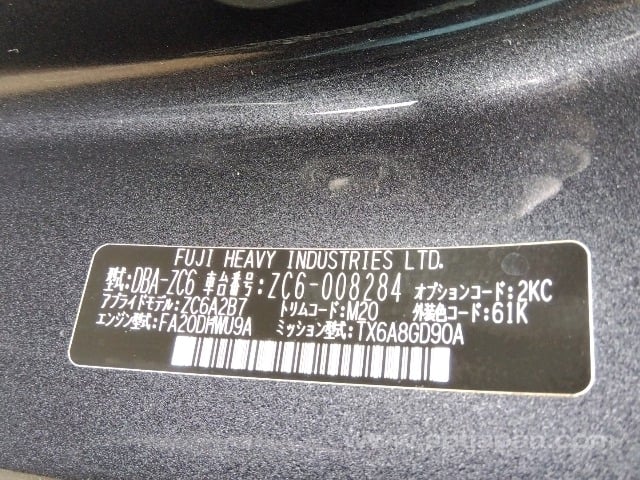 FUJI HEAVY INDUSTRIES LTD.
型式:DBA-ZC6 車台番号:ZC6-008284 オプションコード:2KC
アプライドモデル:ZC6A2B7 トリムコード:M20 外装色コード:61K
エンジン型式:FA20DHWU9A ミッション型式:TX6A8GD90A